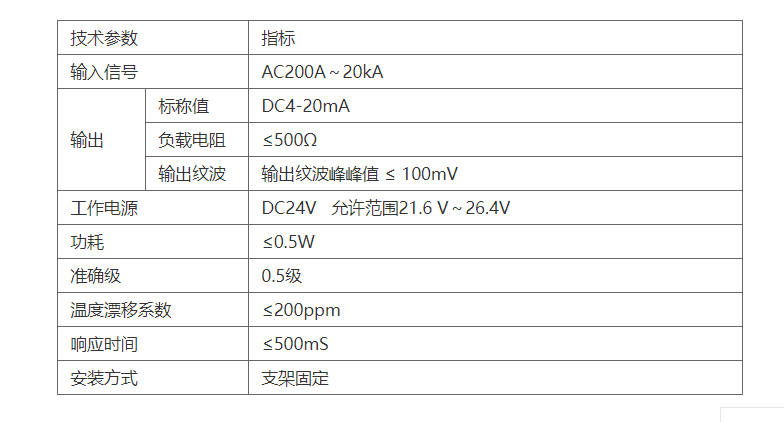 技术参数 指标
输入信号 AC200A～20kA
输出 标称值 DC4-20mA
负载电阻 ≤500Ω
输出纹波 输出纹波峰峰值 ≤ 100mV
工作电源 DC24V 允许范围21.6 V～26.4V
功耗 ≤0.5W
准确级 0.5级
温度漂移系数 ≤200ppm
响应时间 ≤500mS
安装方式 支架固定